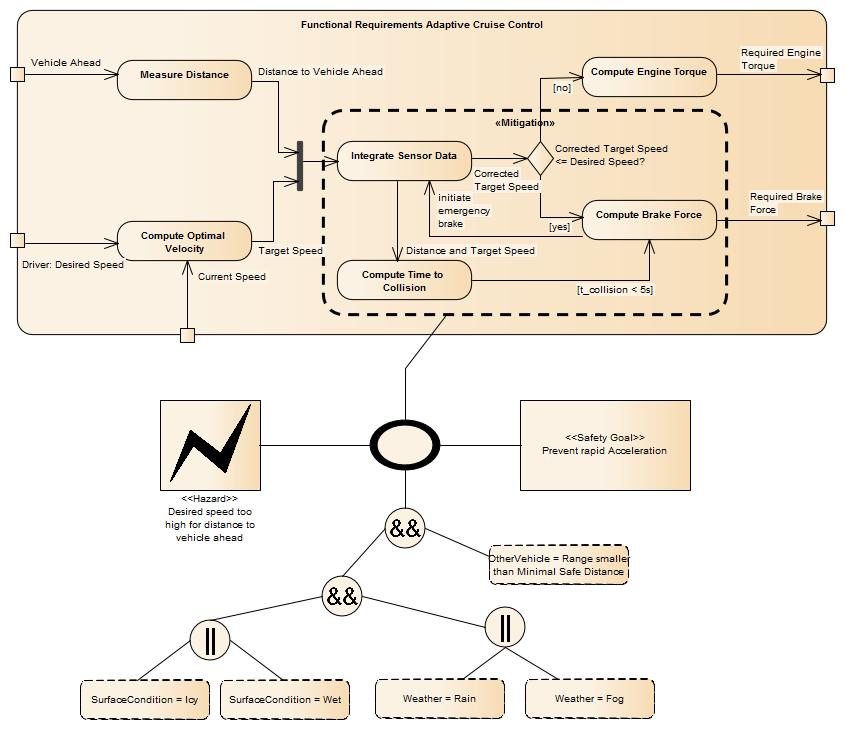 Functional Requirements Adaptive Cruise Control
Vehicle Ahead
Measure Distance
Distance to Vehicle Ahead
Compute Engine Torque
Required Engine
Torque
[no]
«Mitigation»
Integrate Sensor Data
Corrected
Target Speed
Corrected Target Speed
<= Desired Speed?
initiate
emergency
brake
Compute Brake Force
Required Brake
Force
[yes]
Driver: Desired Speed
Compute Optimal
Velocity
Target Speed
Current Speed
Distance and Target Speed
Compute Time to
Collision
[t_collision < 5s]
<<Hazard>>
Desired speed too
high for distance to
vehicle ahead
<<Safety Goal>>
Prevent rapid Acceleration
&&
OtherVehicle = Range smaller
than Minimal Safe Distance
&&
||
||
SurfaceCondition = Icy
SurfaceCondition = Wet
Weather = Rain
Weather = Fog